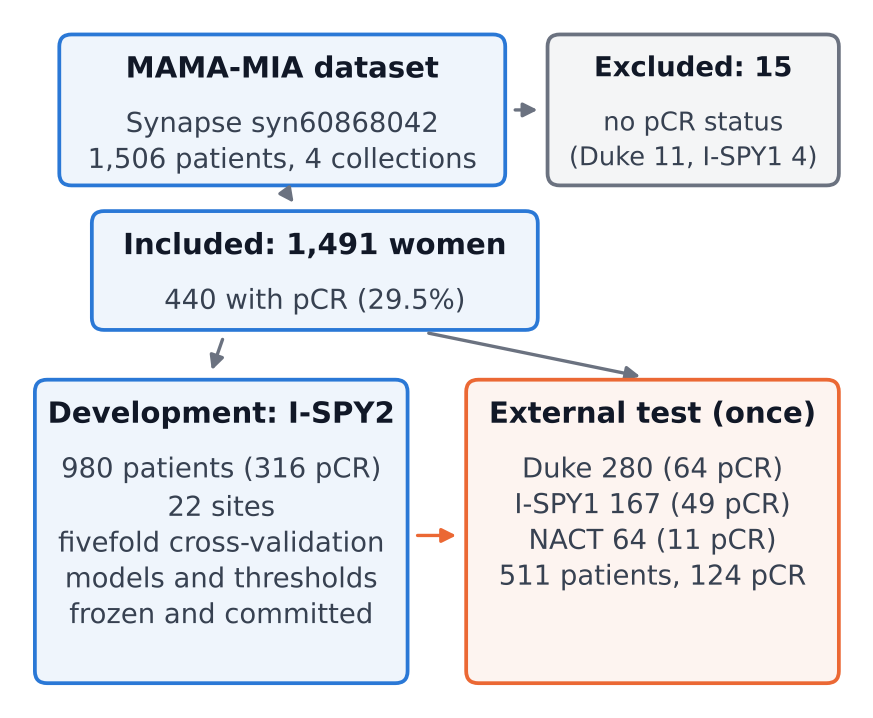 MAMA-MIA dataset
Synapse syn60868042
1,506 patients, 4 collections
Excluded: 15
no pCR status
(Duke 11, I-SPY1 4)
Included: 1,491 women
440 with pCR (29.5%)
Development: I-SPY2
980 patients (316 pCR)
22 sites
fivefold cross-validation
models and thresholds
frozen and committed
External test (once)
Duke 280 (64 pCR)
I-SPY1 167 (49 pCR)
NACT 64 (11 pCR)
511 patients, 124 pCR